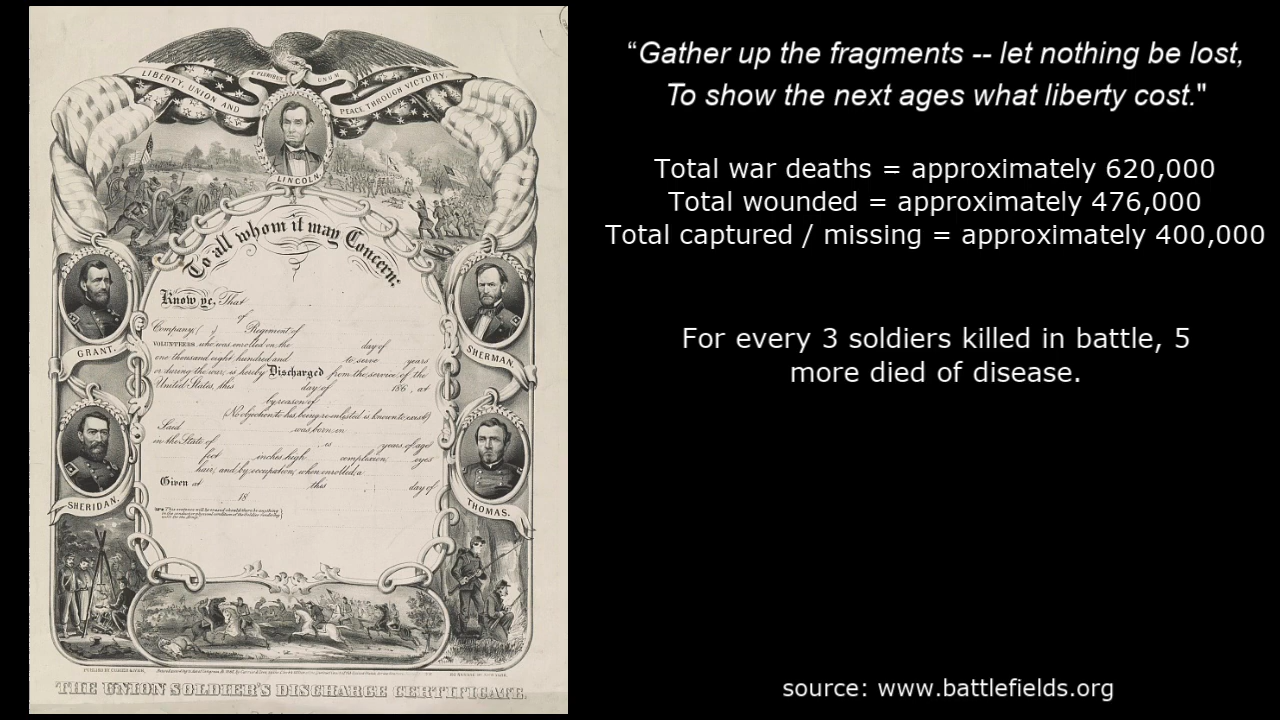 LIBERTY, UNION AND
E PLURIBUS UNUM
PEACE THROUGH VICTORY.
LINCOLN.
To all whom it may Concern:
Know ye, That
of
Company, ( ) Regiment of
VOLUNTEERS who was enrolled on the day of
one thousand eight hundred and to serve years
or during the war, is hereby Discharged from the service of the
United States, this day of 186 , at
by reason of
(No objection to his being re-enlisted is known to exist)
Said was born in
in the State of , is years of age
feet inches high complexion, eyes
hair, and by occupation, when enrolled, a
Given at this day of
18
GRANT.
SHERMAN.
SHERIDAN.
THOMAS.
THE UNION SOLDIER'S DISCHARGE CERTIFICATE.
“Gather up the fragments -- let nothing be lost,
To show the next ages what liberty cost."
Total war deaths = approximately 620,000
Total wounded = approximately 476,000
Total captured / missing = approximately 400,000
For every 3 soldiers killed in battle, 5
more died of disease.
source: www.battlefields.org